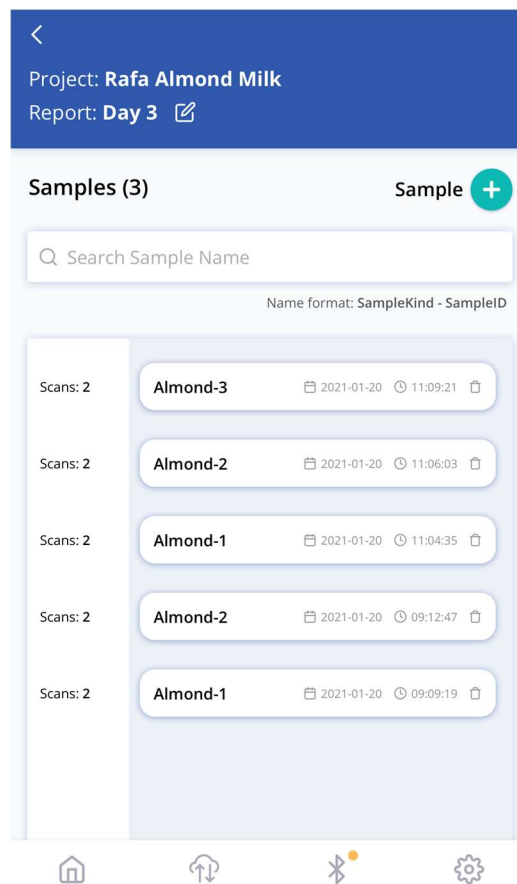 Project: Rafa Almond Milk
Report: Day 3
Samples (3) Sample
Search Sample Name
Name format: SampleKind - SampleID
Scans: 2 Almond-3 2021-01-20 11:09:21
Scans: 2 Almond-2 2021-01-20 11:06:03
Scans: 2 Almond-1 2021-01-20 11:04:35
Scans: 2 Almond-2 2021-01-20 09:12:47
Scans: 2 Almond-1 2021-01-20 09:09:19